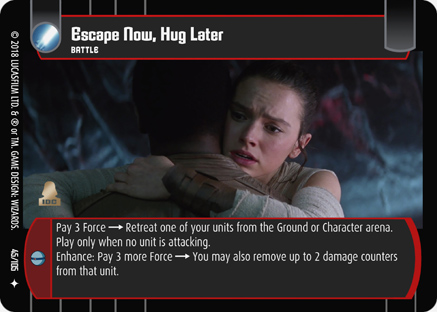 Escape Now, Hug Later
BATTLE
© 2018 LUCASFILM LTD. & ® or TM. GAME DESIGN: WIZARDS.
45/105
IDC
Pay 3 Force → Retreat one of your units from the Ground or Character arena.
Play only when no unit is attacking.
Enhance: Pay 3 more Force → You may also remove up to 2 damage counters
from that unit.